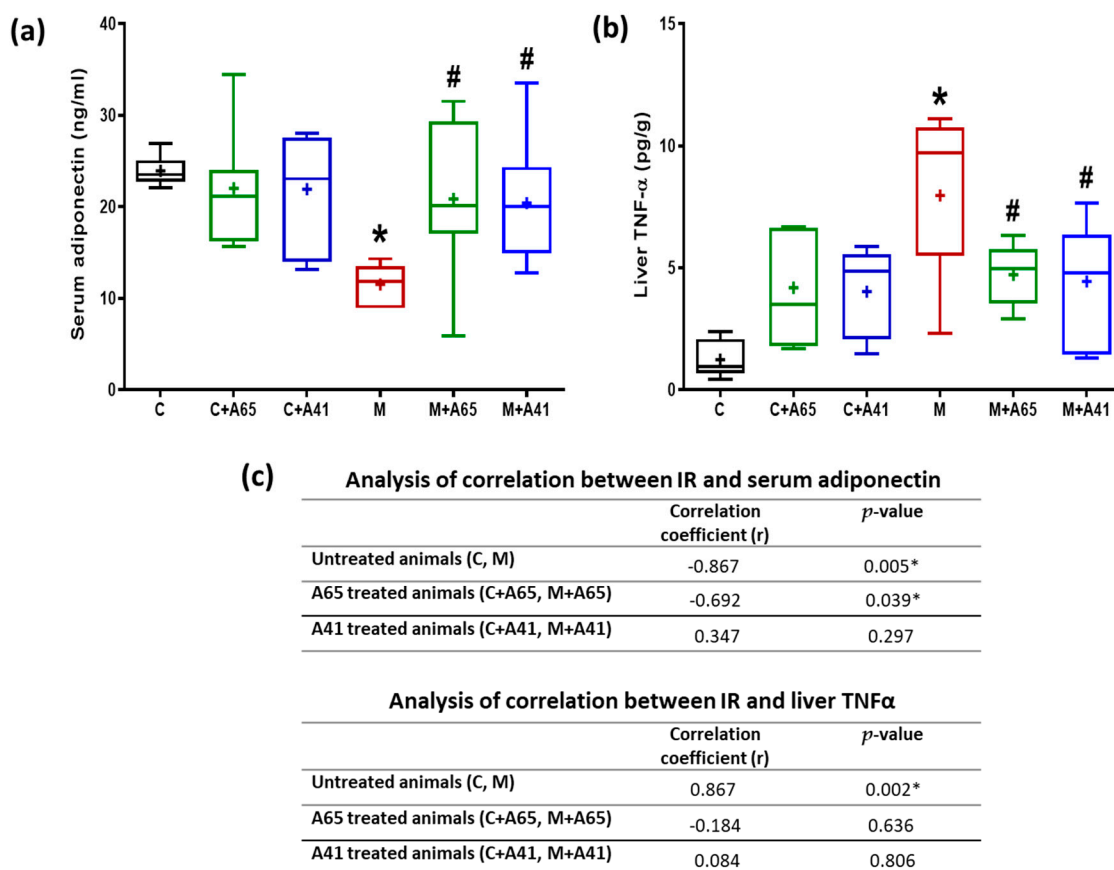 (a)
Serum adiponectin (ng/ml)
40
30
20
10
0
*
#
#
C C+A65 C+A41 M M+A65 M+A41
(b)
Liver TNF-α (pg/g)
15
10
5
0
*
#
#
C C+A65 C+A41 M M+A65 M+A41
(c)
Analysis of correlation between IR and serum adiponectin
Correlation
coefficient (r)
p-value
Untreated animals (C, M) -0.867 0.005*
A65 treated animals (C+A65, M+A65) -0.692 0.039*
A41 treated animals (C+A41, M+A41) 0.347 0.297
Analysis of correlation between IR and liver TNFα
Correlation
coefficient (r)
p-value
Untreated animals (C, M) 0.867 0.002*
A65 treated animals (C+A65, M+A65) -0.184 0.636
A41 treated animals (C+A41, M+A41) 0.084 0.806